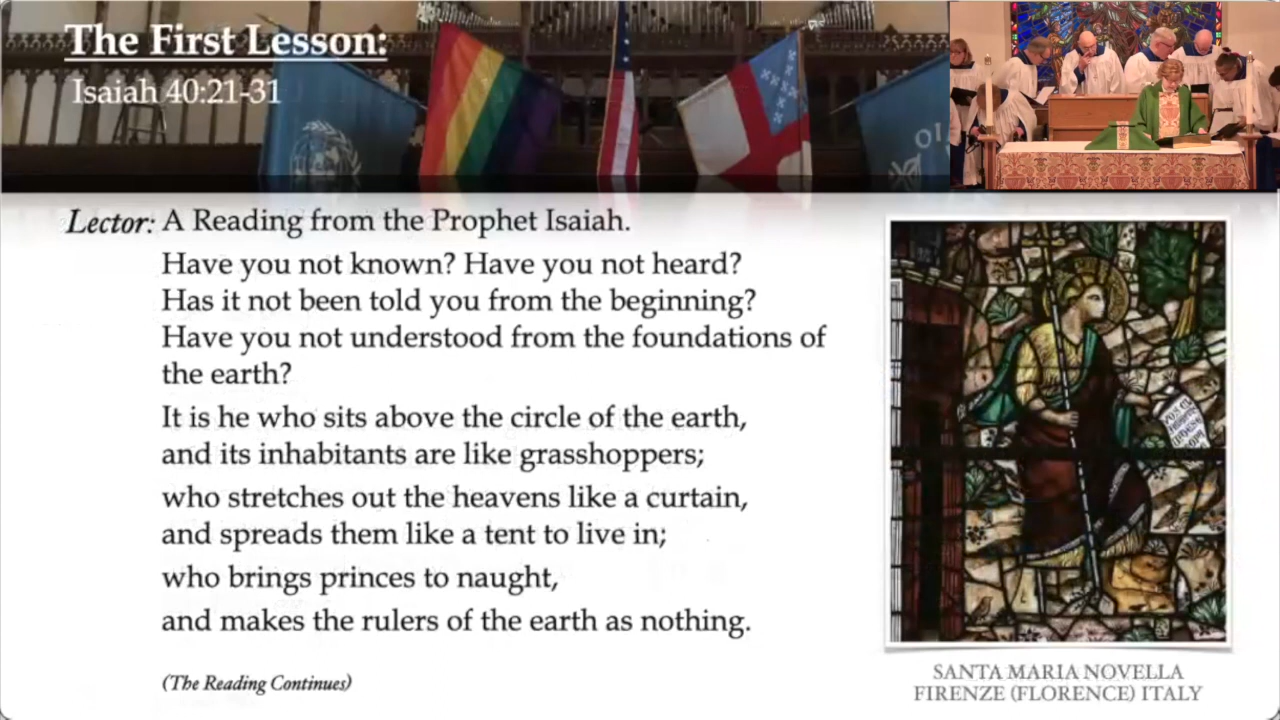 The First Lesson:
Isaiah 40:21-31
Lector: A Reading from the Prophet Isaiah.
Have you not known? Have you not heard?
Has it not been told you from the beginning?
Have you not understood from the foundations of
the earth?
It is he who sits above the circle of the earth,
and its inhabitants are like grasshoppers;
who stretches out the heavens like a curtain,
and spreads them like a tent to live in;
who brings princes to naught,
and makes the rulers of the earth as nothing.
(The Reading Continues)
SANTA MARIA NOVELLA
FIRENZE (FLORENCE) ITALY